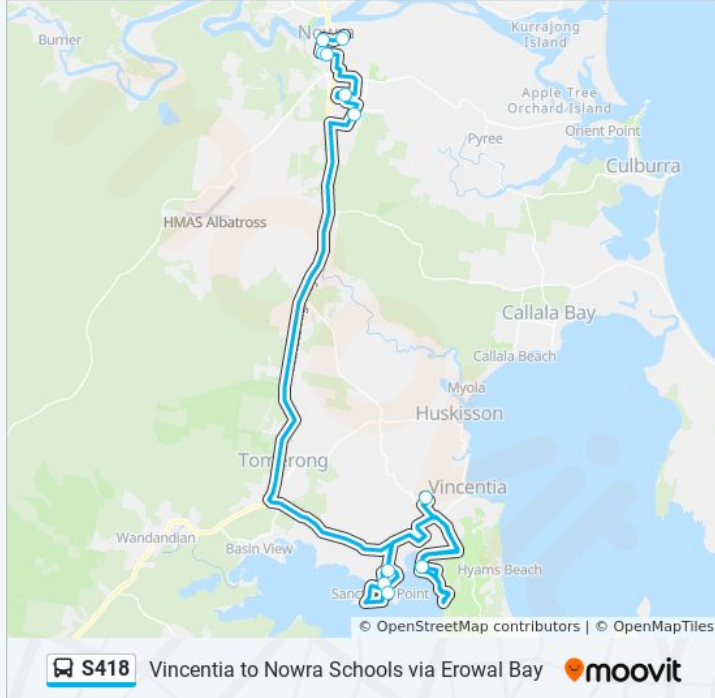 Burrier
Nowra
Kurrajong
Island
Apple Tree
Orchard Island
Orient Point
Pyree
Culburra
HMAS Albatross
Callala Bay
Callala Beach
Myola
Huskisson
Tomerong
Vincentia
Wandandian
Basin View
Hyams Beach
Sanc Point
© OpenStreetMap contributors | © OpenMapTiles
S418 Vincentia to Nowra Schools via Erowal Bay moovit